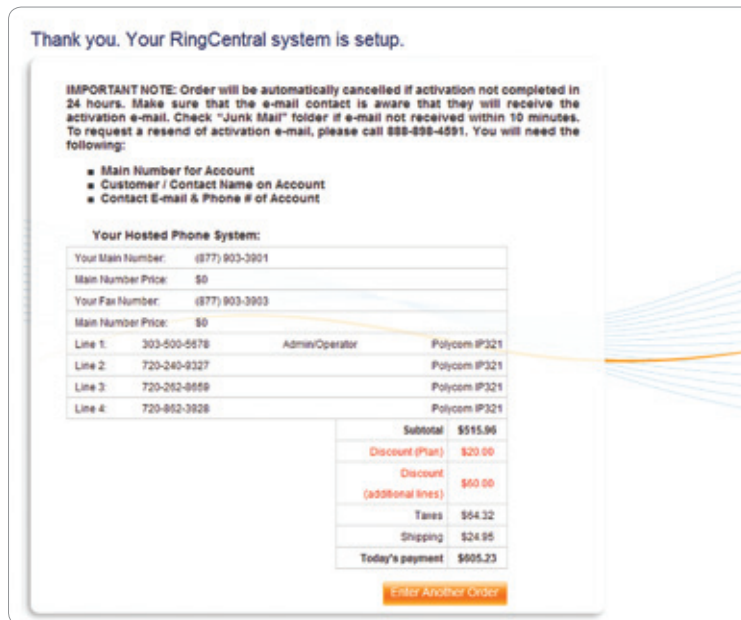 Thank you. Your RingCentral system is setup.
IMPORTANT NOTE: Order will be automatically cancelled if activation not completed in
24 hours. Make sure that the e-mail contact is aware that they will receive the
activation e-mail. Check "Junk Mail" folder if e-mail not received within 10 minutes.
To request a resend of activation e-mail, please call 888-898-4591. You will need the
following:
Main Number for Account
Customer / Contact Name on Account
Contact E-mail & Phone # of Account
Your Hosted Phone System:
Your Main Number: (877) 903-3901
Main Number Price: $0
Your Fax Number: (877) 903-3903
Main Number Price: $0
Line 1: 303-500-5678 Admin/Operator Polycom IP321
Line 2: 720-240-9327 Polycom IP321
Line 3: 720-262-8659 Polycom IP321
Line 4: 720-862-3928 Polycom IP321
Subtotal $515.96
Discount (Plan) $20.00
Discount
(additional lines) $60.00
Taxes $64.32
Shipping $24.95
Today's payment $605.23
Enter Another Order